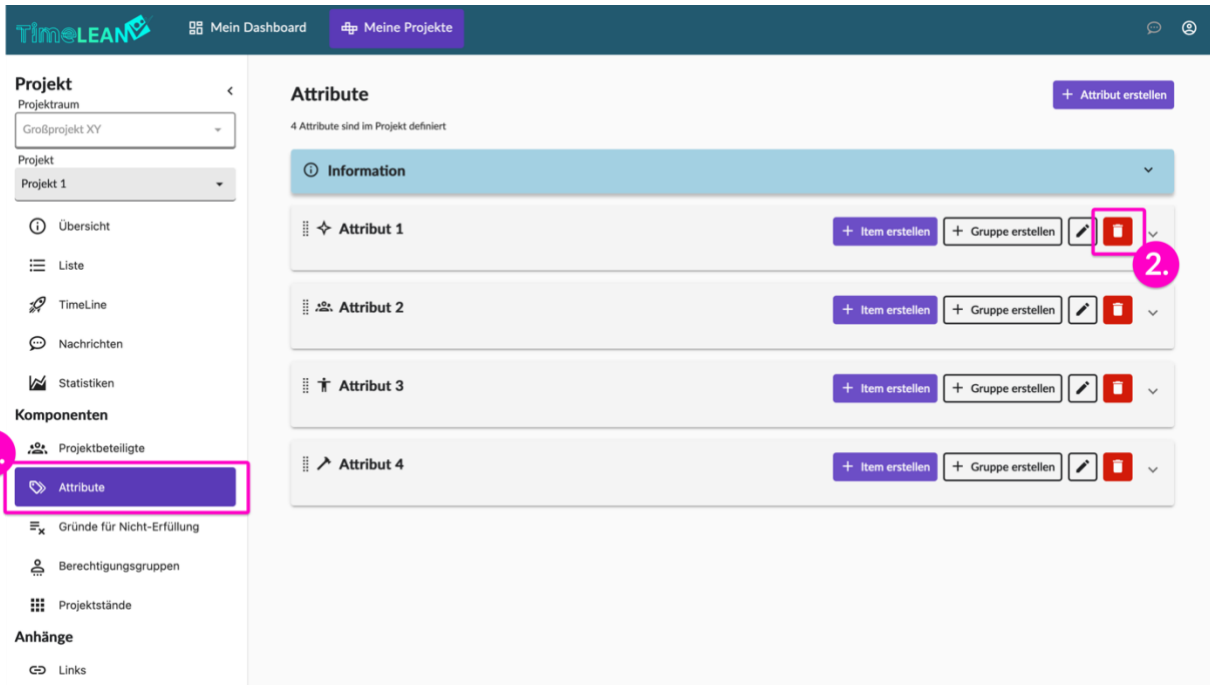 TimeLEAN
Mein Dashboard
Meine Projekte
Projekt
Projektraum
Großprojekt XY
Projekt
Projekt 1
Übersicht
Liste
TimeLine
Nachrichten
Statistiken
Komponenten
Projektbeteiligte
Attribute
Gründe für Nicht-Erfüllung
Berechtigungsgruppen
Projektstände
Anhänge
Links
Attribute
+ Attribut erstellen
4 Attribute sind im Projekt definiert
Information
Attribut 1
+ Item erstellen
+ Gruppe erstellen
2.
Attribut 2
+ Item erstellen
+ Gruppe erstellen
Attribut 3
+ Item erstellen
+ Gruppe erstellen
Attribut 4
+ Item erstellen
+ Gruppe erstellen